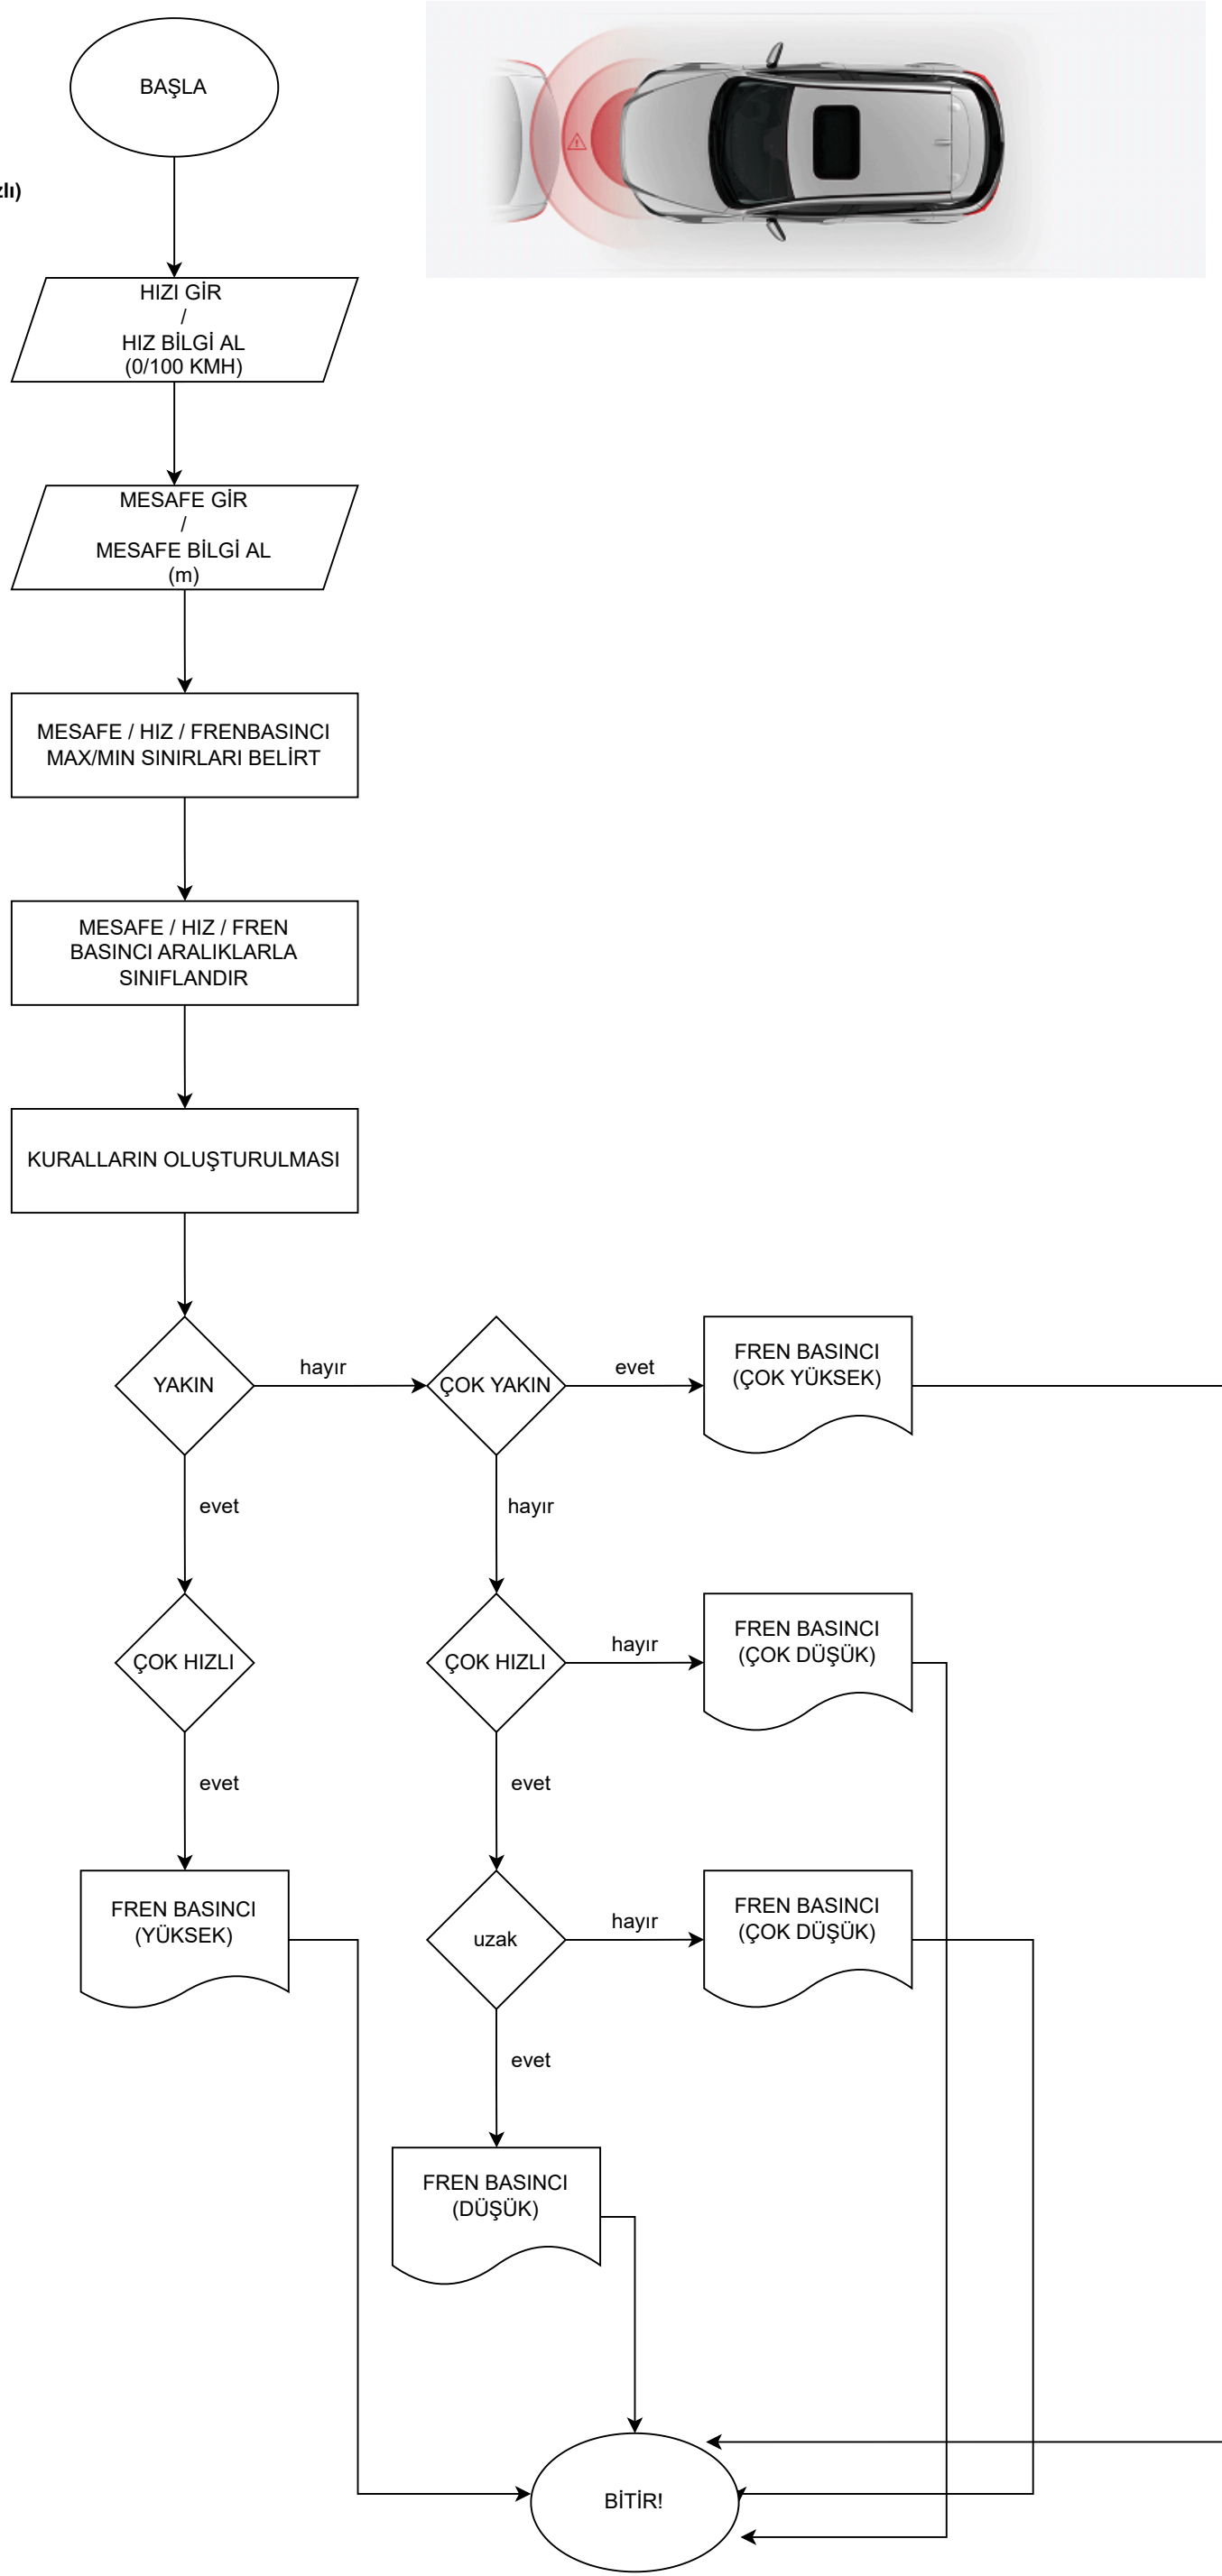 BAŞLA
zlı)
HIZI GİR
/
HIZ BİLGİ AL
(0/100 KMH)
MESAFE GİR
/
MESAFE BİLGİ AL
(m)
MESAFE / HIZ / FRENBASINCI
MAX/MIN SINIRLARI BELİRT
MESAFE / HIZ / FREN
BASINCI ARALIKLARLA
SINIFLANDIR
KURALLARIN OLUŞTURULMASI
YAKIN
hayır
ÇOK YAKIN
evet
FREN BASINCI
(ÇOK YÜKSEK)
evet
hayır
ÇOK HIZLI
ÇOK HIZLI
hayır
FREN BASINCI
(ÇOK DÜŞÜK)
evet
evet
FREN BASINCI
(YÜKSEK)
uzak
hayır
FREN BASINCI
(ÇOK DÜŞÜK)
evet
FREN BASINCI
(DÜŞÜK)
BİTİR!